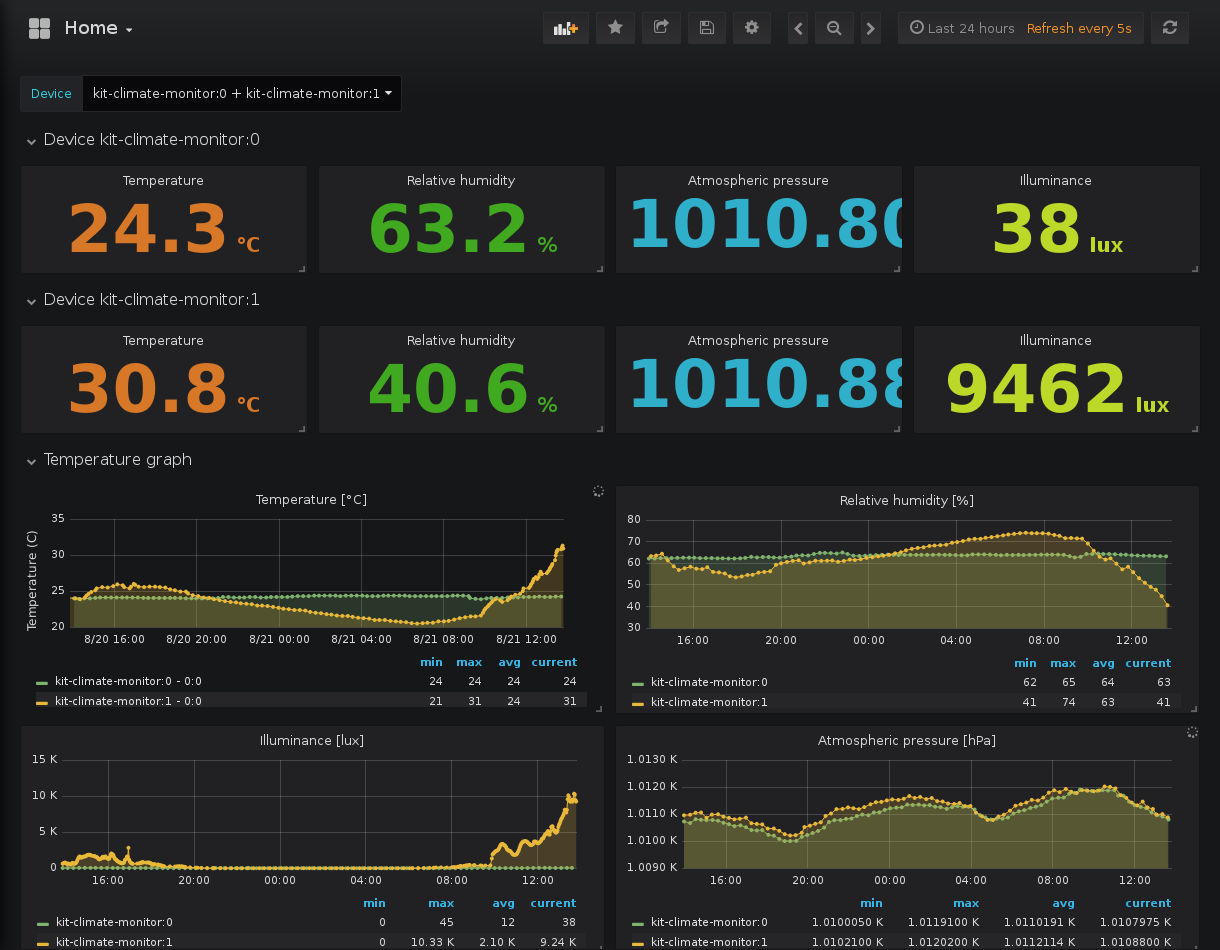 Home
Last 24 hours Refresh every 5s
Device kit-climate-monitor:0 + kit-climate-monitor:1
Device kit-climate-monitor:0
Temperature Relative humidity Atmospheric pressure Illuminance
24.3 °C 63.2 % 1010.80 38 lux
Device kit-climate-monitor:1
Temperature Relative humidity Atmospheric pressure Illuminance
30.8 °C 40.6 % 1010.88 9462 lux
Temperature graph
Temperature [°C]
Temperature (C)
35
30
25
20
8/20 16:00 8/20 20:00 8/21 00:00 8/21 04:00 8/21 08:00 8/21 12:00
min max avg current
kit-climate-monitor:0 - 0:0 24 24 24 24
kit-climate-monitor:1 - 0:0 21 31 24 31
Relative humidity [%]
80
70
60
50
40
30
16:00 20:00 00:00 04:00 08:00 12:00
min max avg current
kit-climate-monitor:0 62 65 64 63
kit-climate-monitor:1 41 74 63 41
Illuminance [lux]
15 K
10 K
5 K
0
16:00 20:00 00:00 04:00 08:00 12:00
min max avg current
kit-climate-monitor:0 0 45 12 38
kit-climate-monitor:1 0 10.33 K 2.10 K 9.24 K
Atmospheric pressure [hPa]
1.0130 K
1.0120 K
1.0110 K
1.0100 K
1.0090 K
16:00 20:00 00:00 04:00 08:00 12:00
min max avg current
kit-climate-monitor:0 1.0100050 K 1.0119100 K 1.0110191 K 1.0107975 K
kit-climate-monitor:1 1.0102100 K 1.0120200 K 1.0112114 K 1.0108800 K